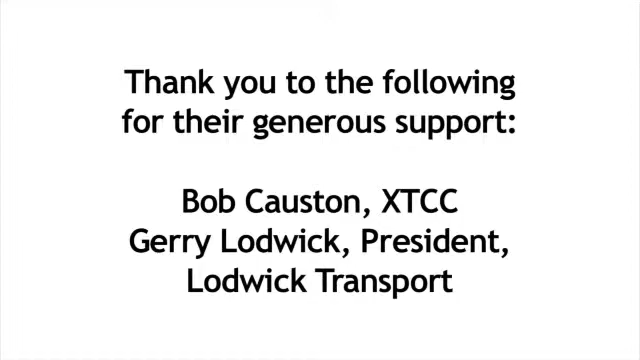 Thank you to the following
for their generous support:
Bob Causton, XTCC
Gerry Lodwick, President,
Lodwick Transport